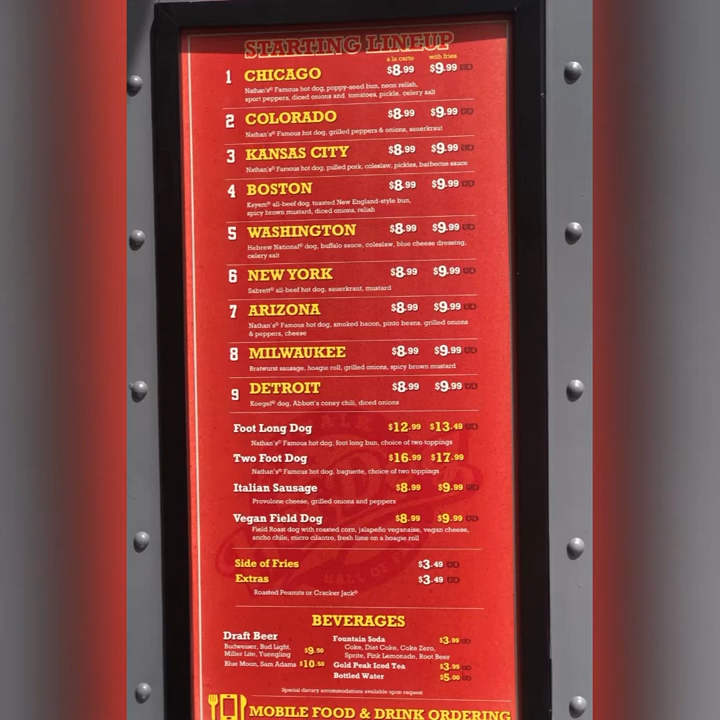 STARTING LINEUP
a la carte with fries
1 CHICAGO $8.99 $9.99
Nathan's® Famous hot dog, poppy-seed bun, neon relish,
sport peppers, diced onions and tomatoes, pickle, celery salt
2 COLORADO $8.99 $9.99
Nathan's® Famous hot dog, grilled peppers & onions, sauerkraut
3 KANSAS CITY $8.99 $9.99
Nathan's® Famous hot dog, pulled pork, coleslaw, pickles, barbecue sauce
4 BOSTON $8.99 $9.99
Kayem® all-beef dog, toasted New England-style bun,
spicy brown mustard, diced onions, relish
5 WASHINGTON $8.99 $9.99
Hebrew National® dog, buffalo sauce, coleslaw, blue cheese dressing,
celery salt
6 NEW YORK $8.99 $9.99
Sabrett® all-beef hot dog, sauerkraut, mustard
7 ARIZONA $8.99 $9.99
Nathan's® Famous hot dog, smoked bacon, pinto beans, grilled onions
& peppers, cheese
8 MILWAUKEE $8.99 $9.99
Bratwurst sausage, hoagie roll, grilled onions, spicy brown mustard
9 DETROIT $8.99 $9.99
Koegel® dog, Abbott's coney chili, diced onions
Foot Long Dog $12.99 $13.49
Nathan's® Famous hot dog, foot long bun, choice of two toppings
Two Foot Dog $16.99 $17.99
Nathan's® Famous hot dog, baguette, choice of two toppings
Italian Sausage $8.99 $9.99
Provolone cheese, grilled onions and peppers
Vegan Field Dog $8.99 $9.99
Field Roast dog with roasted corn, jalapeño veganaise, vegan cheese,
ancho chile, micro cilantro, fresh lime on a hoagie roll
Side of Fries $3.49
Extras $3.49
Roasted Peanuts or Cracker Jack®
HALL OF
BEVERAGES
Draft Beer
Budweiser, Bud Light,
Miller Lite, Yuengling $9.50
Blue Moon, Sam Adams $10.50
Fountain Soda $3.99
Coke, Diet Coke, Coke Zero,
Sprite, Pink Lemonade, Root Beer
Gold Peak Iced Tea $3.99
Bottled Water $5.00
Special dietary accommodations available upon request
MOBILE FOOD & DRINK ORDERING